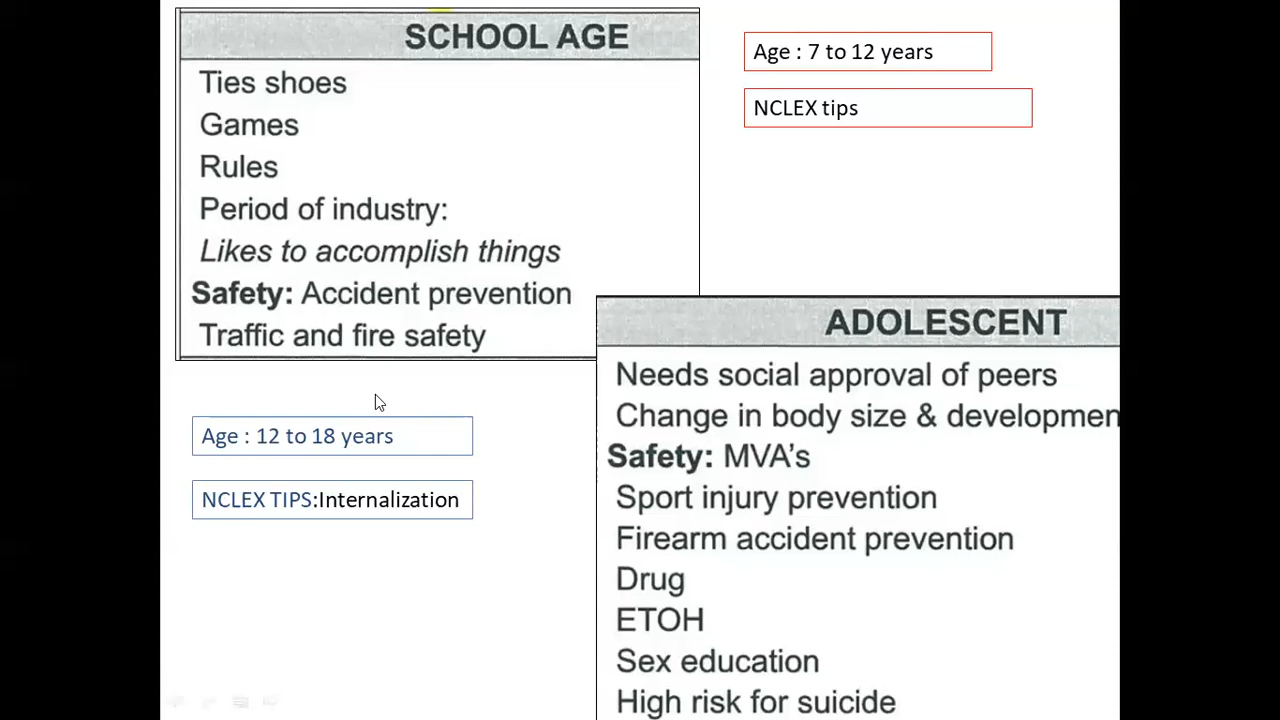 SCHOOL AGE
Ties shoes
Games
Rules
Period of industry:
Likes to accomplish things
Safety: Accident prevention
Traffic and fire safety
Age : 7 to 12 years
NCLEX tips
Age : 12 to 18 years
NCLEX TIPS:Internalization
ADOLESCENT
Needs social approval of peers
Change in body size & developmen
Safety: MVA's
Sport injury prevention
Firearm accident prevention
Drug
ETOH
Sex education
High risk for suicide